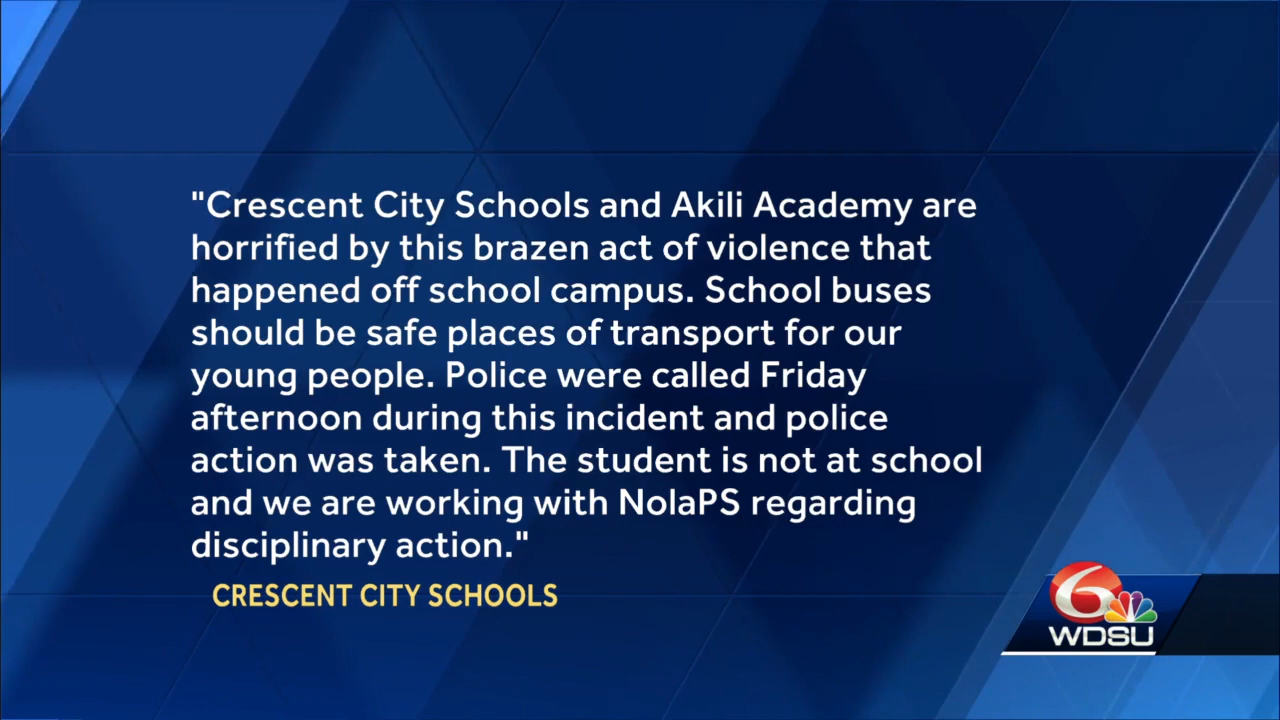 "Crescent City Schools and Akili Academy are
horrified by this brazen act of violence that
happened off school campus. School buses
should be safe places of transport for our
young people. Police were called Friday
afternoon during this incident and police
action was taken. The student is not at school
and we are working with NolaPS regarding
disciplinary action."
CRESCENT CITY SCHOOLS
6
WDSU